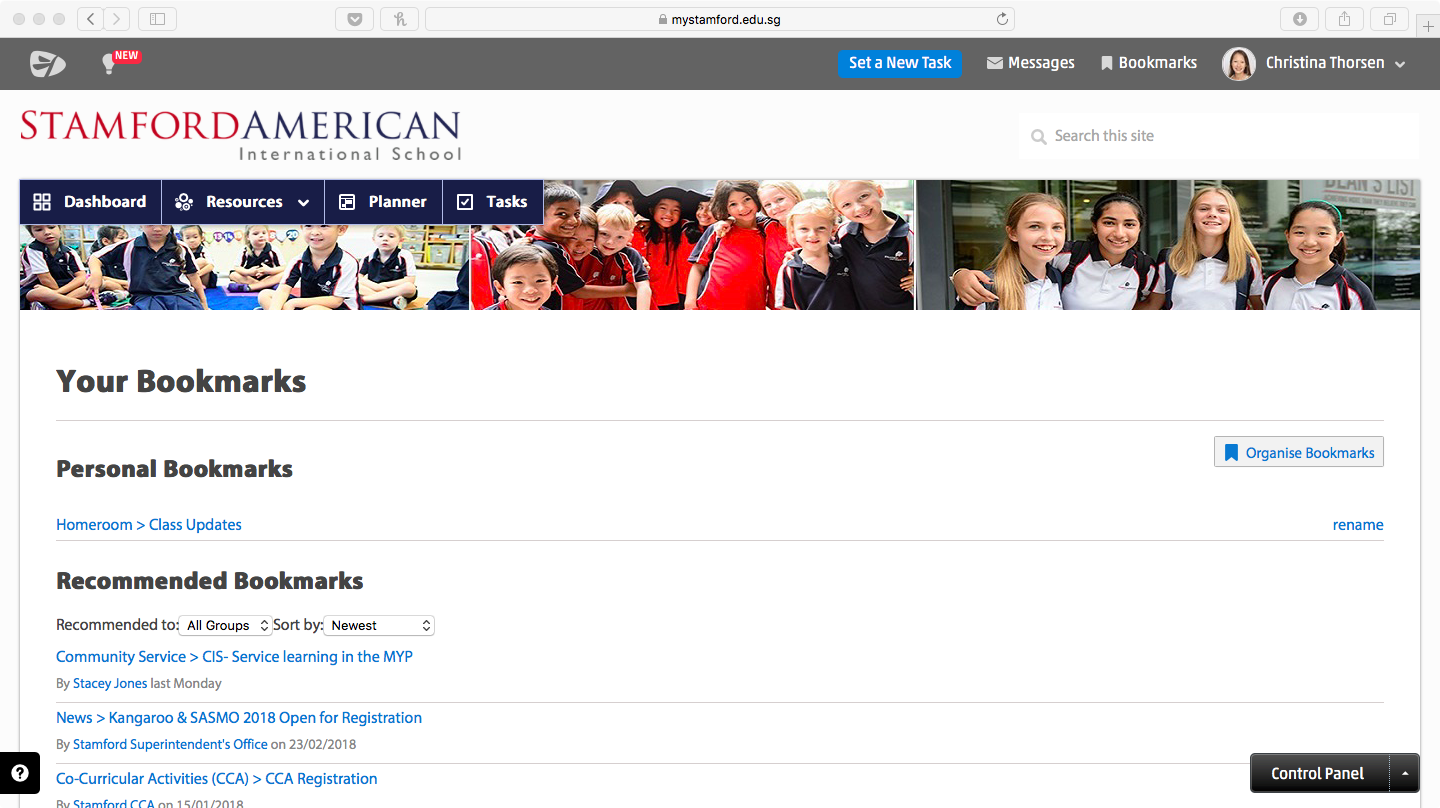 mystamford.edu.sg
NEW
Set a New Task
Messages
Bookmarks
Christina Thorsen
STAMFORDAMERICAN
International School
Search this site
Dashboard
Resources
Planner
Tasks
DEAN'S LIST
Your Bookmarks
Organise Bookmarks
Personal Bookmarks
Homeroom > Class Updates
rename
Recommended Bookmarks
Recommended to: All Groups Sort by: Newest
Community Service > CIS- Service learning in the MYP
By Stacey Jones last Monday
News > Kangaroo & SASMO 2018 Open for Registration
By Stamford Superintendent's Office on 23/02/2018
Co-Curricular Activities (CCA) > CCA Registration
By Stamford CCA on 15/01/2018
Control Panel